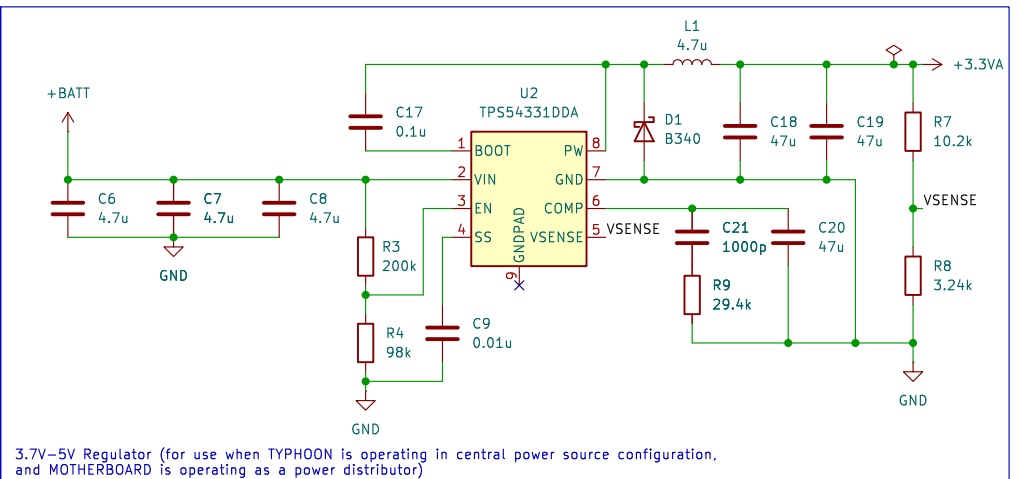 L1
4.7u
+3.3VA
+BATT
C17
0.1u
U2
TPS54331DDA
D1
B340
C18
47u
C19
47u
R7
10.2k
1 BOOT
PW 8
2 VIN
GND 7
3 EN
COMP 6
4 SS
VSENSE 5
GNDPAD
9
VSENSE
VSENSE
C6
4.7u
C7
4.7u
C8
4.7u
GND
R3
200k
C21
1000p
C20
47u
R9
29.4k
R8
3.24k
R4
98k
C9
0.01u
GND
GND
3.7V-5V Regulator (for use when TYPHOON is operating in central power source configuration,
and MOTHERBOARD is operating as a power distributor)